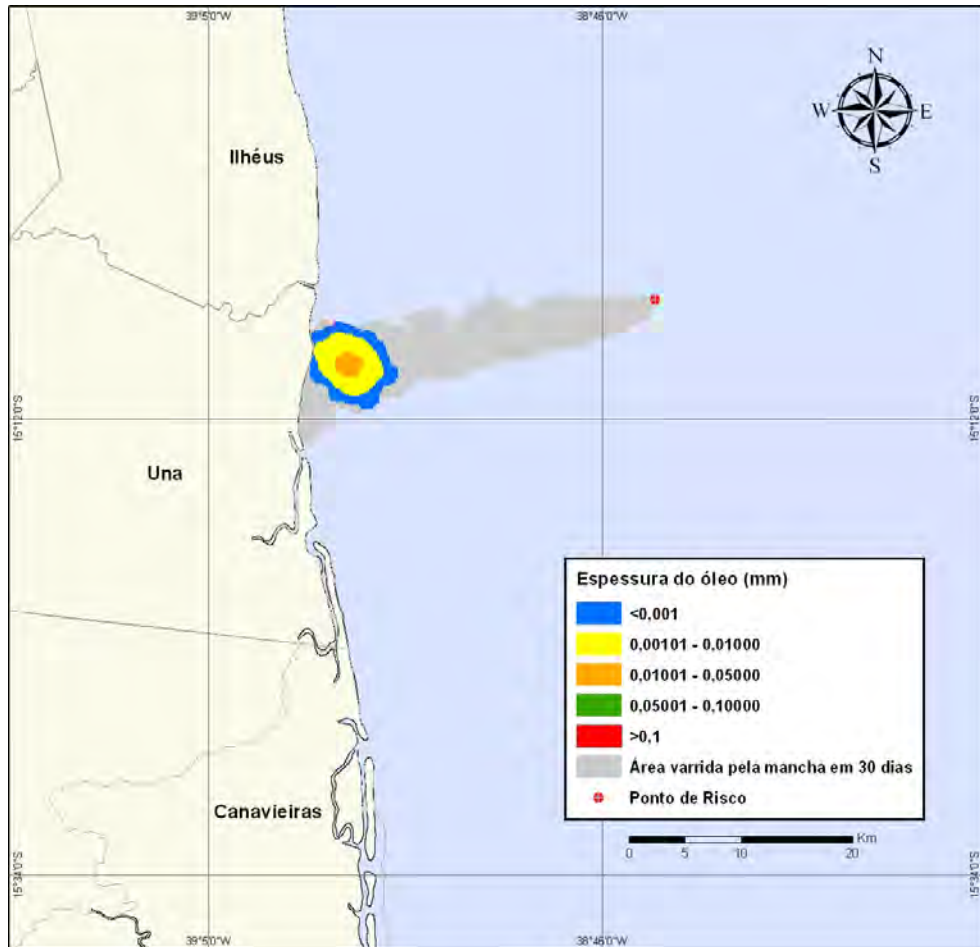 39°5'0"W
38°46'0"W
N
W
E
S
Ilhéus
15°12'0"S
15°12'0"S
Una
Espessura do óleo (mm)
<0,001
0,00101 - 0,01000
0,01001 - 0,05000
0,05001 - 0,10000
>0,1
Área varrida pela mancha em 30 dias
Ponto de Risco
Canavieiras
Km
0
5
10
20
15°34'0"S
15°34'0"S
39°5'0"W
38°46'0"W